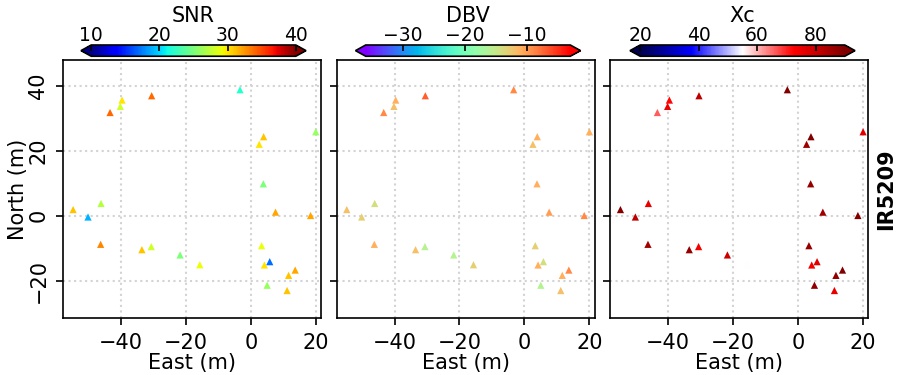 SNR DBV Xc
10 20 30 40 −30 −20 −10 20 40 60 80
40
20
0
−20
North (m)
IR5209
−40 −20 0 20 −40 −20 0 20 −40 −20 0 20
East (m) East (m) East (m)